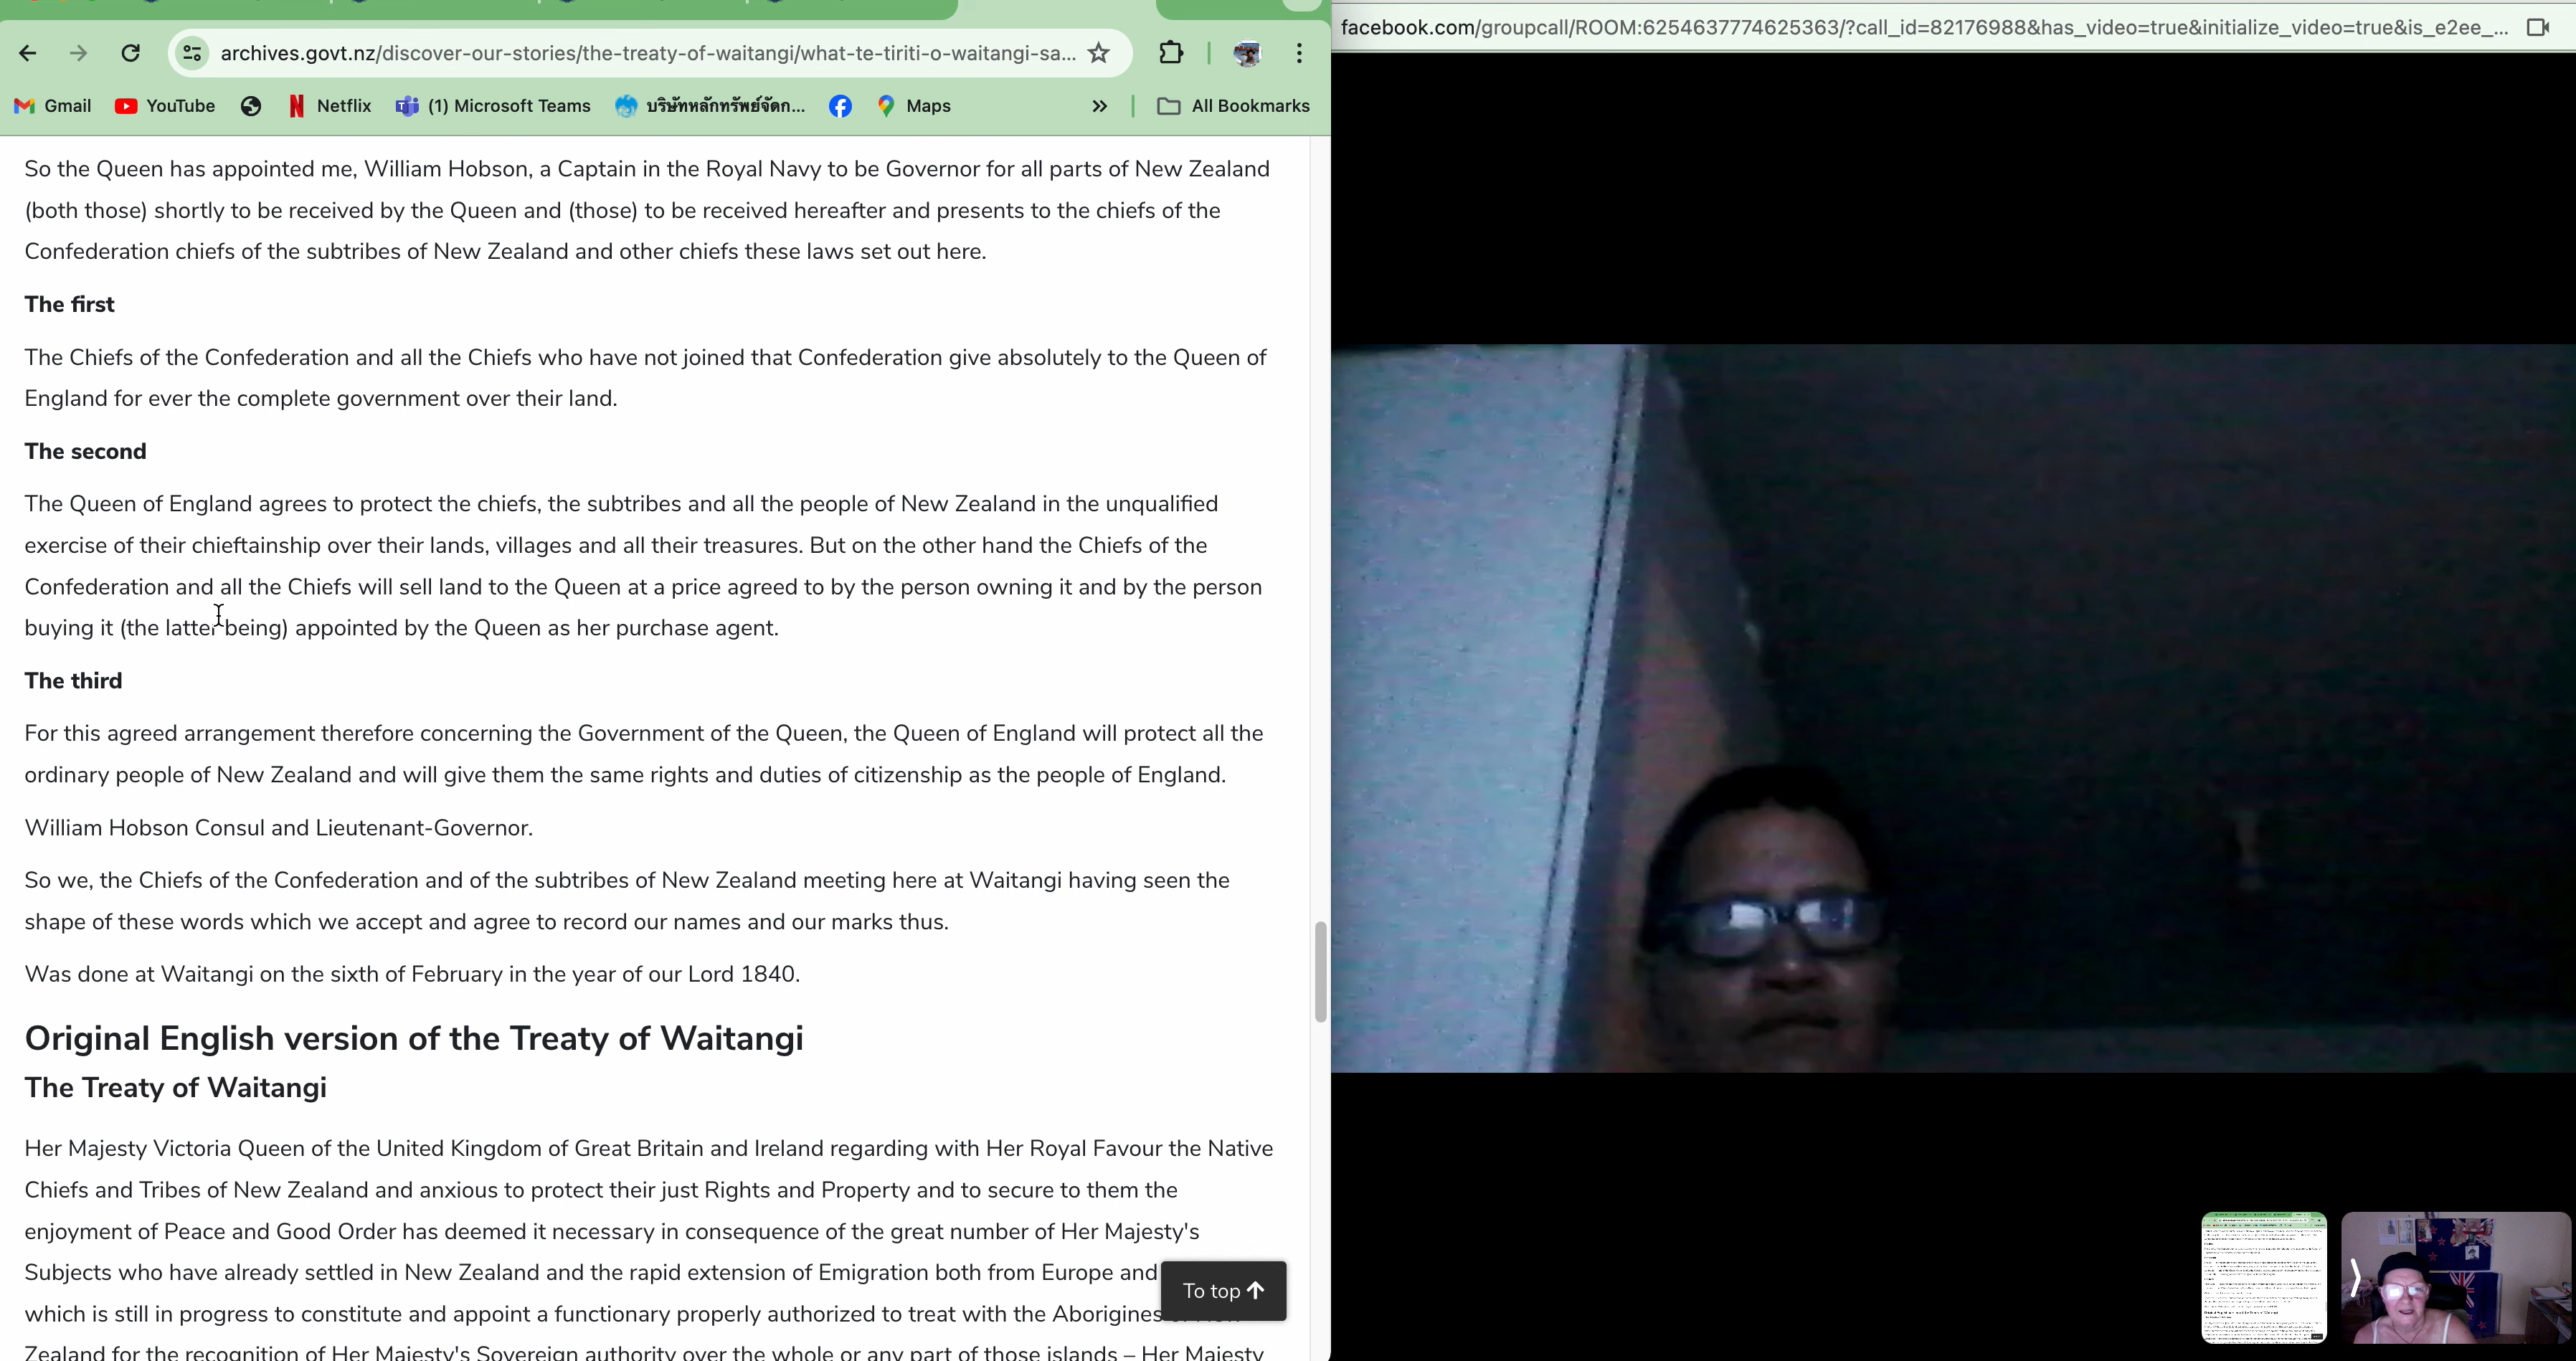 archives.govt.nz/discover-our-stories/the-treaty-of-waitangi/what-te-tiriti-o-waitangi-sa...
facebook.com/groupcall/ROOM:6254637774625363/?call_id=82176988&has_video=true&initialize_video=true&is_e2ee_...
Gmail YouTube Netflix (1) Microsoft Teams บริษัทหลักทรัพย์จัดก... Maps » All Bookmarks
So the Queen has appointed me, William Hobson, a Captain in the Royal Navy to be Governor for all parts of New Zealand
(both those) shortly to be received by the Queen and (those) to be received hereafter and presents to the chiefs of the
Confederation chiefs of the subtribes of New Zealand and other chiefs these laws set out here.
The first
The Chiefs of the Confederation and all the Chiefs who have not joined that Confederation give absolutely to the Queen of
England for ever the complete government over their land.
The second
The Queen of England agrees to protect the chiefs, the subtribes and all the people of New Zealand in the unqualified
exercise of their chieftainship over their lands, villages and all their treasures. But on the other hand the Chiefs of the
Confederation and all the Chiefs will sell land to the Queen at a price agreed to by the person owning it and by the person
buying it (the latter being) appointed by the Queen as her purchase agent.
The third
For this agreed arrangement therefore concerning the Government of the Queen, the Queen of England will protect all the
ordinary people of New Zealand and will give them the same rights and duties of citizenship as the people of England.
William Hobson Consul and Lieutenant-Governor.
So we, the Chiefs of the Confederation and of the subtribes of New Zealand meeting here at Waitangi having seen the
shape of these words which we accept and agree to record our names and our marks thus.
Was done at Waitangi on the sixth of February in the year of our Lord 1840.
Original English version of the Treaty of Waitangi
The Treaty of Waitangi
Her Majesty Victoria Queen of the United Kingdom of Great Britain and Ireland regarding with Her Royal Favour the Native
Chiefs and Tribes of New Zealand and anxious to protect their just Rights and Property and to secure to them the
enjoyment of Peace and Good Order has deemed it necessary in consequence of the great number of Her Majesty's
Subjects who have already settled in New Zealand and the rapid extension of Emigration both from Europe and
To top
which is still in progress to constitute and appoint a functionary properly authorized to treat with the Aborigines
Zealand for the recognition of Her Majesty's Sovereign authority over the whole or any part of those islands – Her Majesty